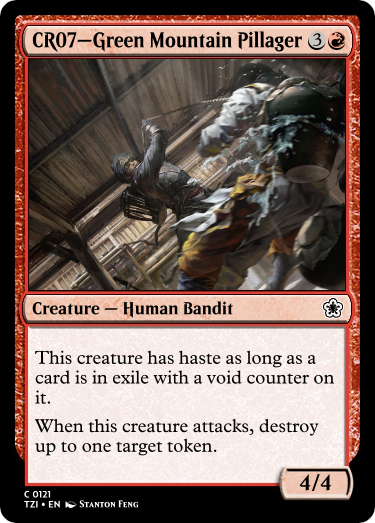 CR07—Green Mountain Pillager 3
Creature — Human Bandit
This creature has haste as long as a
card is in exile with a void counter on
it.
When this creature attacks, destroy
up to one target token.
4/4
C 0121
TZI • EN Stanton Feng